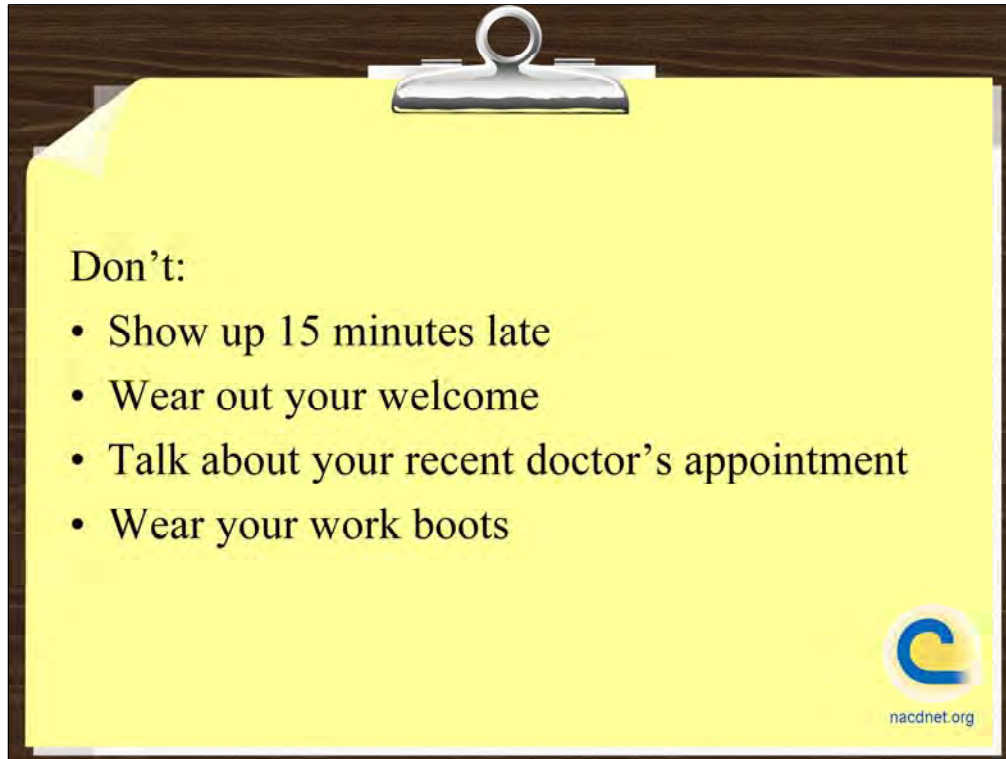 Don’t:
• Show up 15 minutes late
• Wear out your welcome
• Talk about your recent doctor’s appointment
• Wear your work boots
nacdnet.org